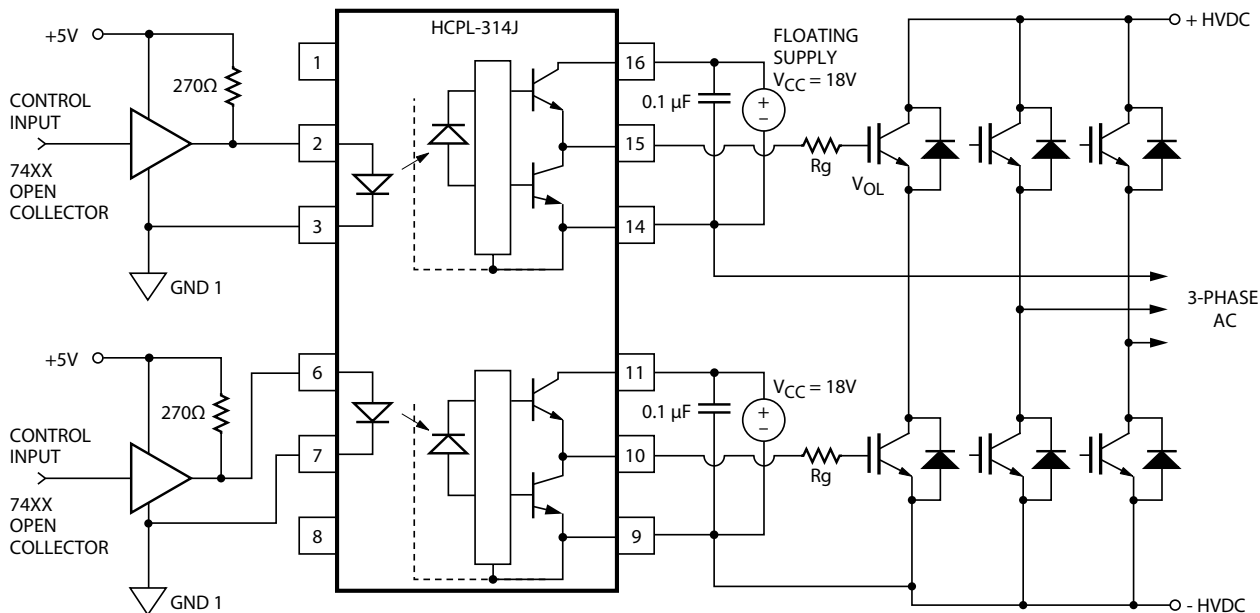 HCPL-314J
+5V
270Ω
CONTROL
INPUT
74XX
OPEN
COLLECTOR
GND 1
1
2
3
16
15
14
0.1 µF
FLOATING
SUPPLY
VCC = 18V
+
−
Rg
VOL
+ HVDC
3-PHASE
AC
+5V
270Ω
CONTROL
INPUT
74XX
OPEN
COLLECTOR
GND 1
6
7
8
11
10
9
0.1 µF
VCC = 18V
+
−
Rg
- HVDC